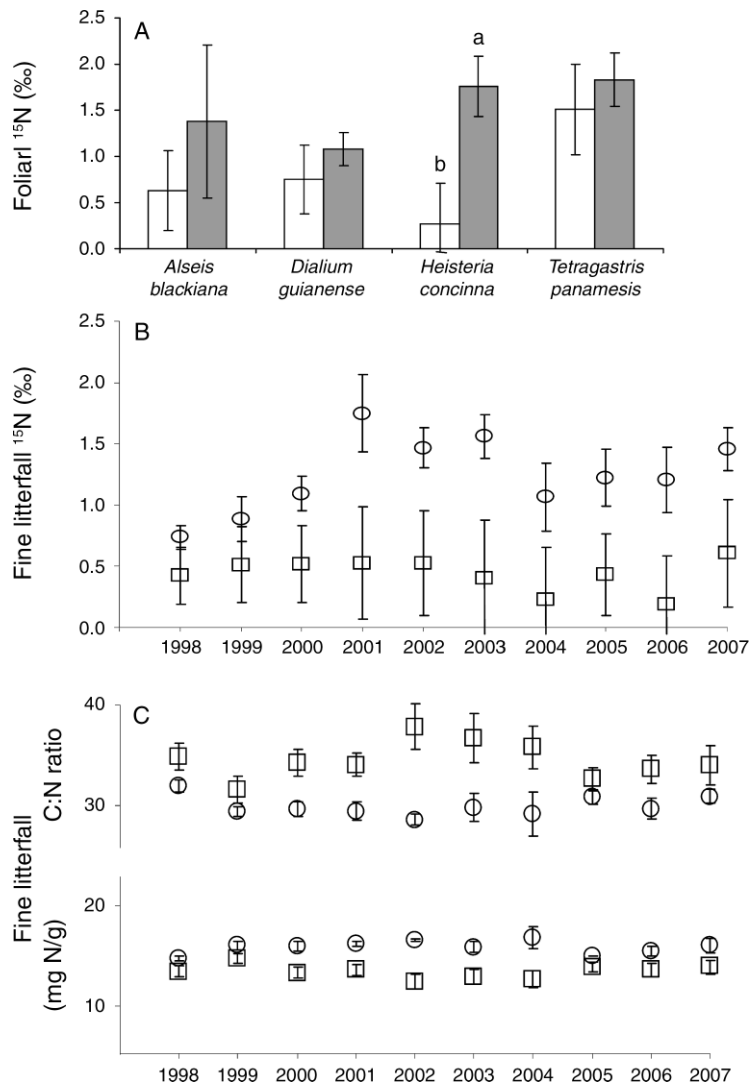 A
a
b
Foliarl ¹⁵N (‰)
2.5
2.0
1.5
1.0
0.5
0.0
Alseis
blackiana
Dialium
guianense
Heisteria
concinna
Tetragastris
panamesis
B
Fine litterfall ¹⁵N (‰)
2.5
2.0
1.5
1.0
0.5
0.0
1998 1999 2000 2001 2002 2003 2004 2005 2006 2007
C
Fine litterfall
C:N ratio
(mg N/g)
40
30
20
10
1998 1999 2000 2001 2002 2003 2004 2005 2006 2007